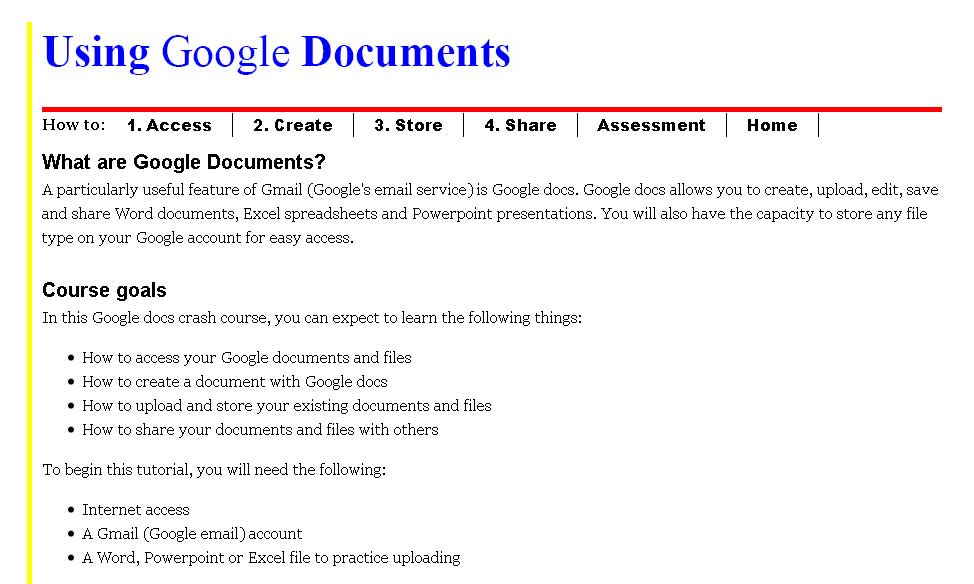 Using Google Documents
How to: 1. Access 2. Create 3. Store 4. Share Assessment Home
What are Google Documents?
A particularly useful feature of Gmail (Google's email service) is Google docs. Google docs allows you to create, upload, edit, save
and share Word documents, Excel spreadsheets and Powerpoint presentations. You will also have the capacity to store any file
type on your Google account for easy access.
Course goals
In this Google docs crash course, you can expect to learn the following things:
• How to access your Google documents and files
• How to create a document with Google docs
• How to upload and store your existing documents and files
• How to share your documents and files with others
To begin this tutorial, you will need the following:
• Internet access
• A Gmail (Google email) account
• A Word, Powerpoint or Excel file to practice uploading